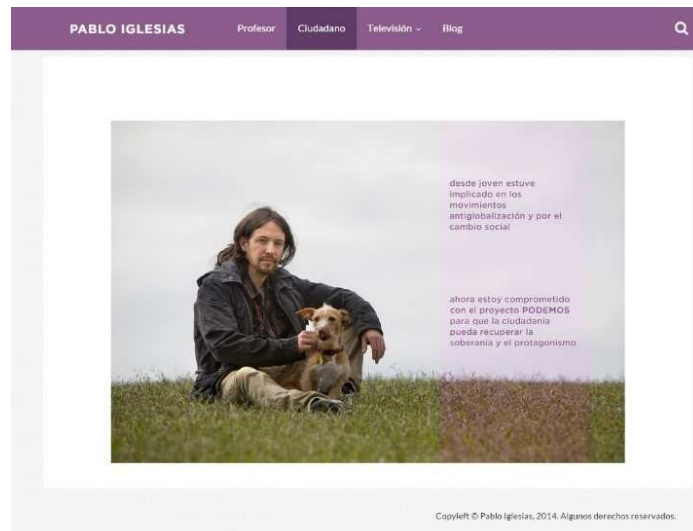 PABLO IGLESIAS Profesor Ciudadano Televisión Blog
desde joven estuve
implicado en los
movimientos
antiglobalización y por el
cambio social
ahora estoy comprometido
con el proyecto PODEMOS
para que la ciudadanía
pueda recuperar la
soberanía y el protagonismo
Copyleft © Pablo Iglesias, 2014. Algunos derechos reservados.